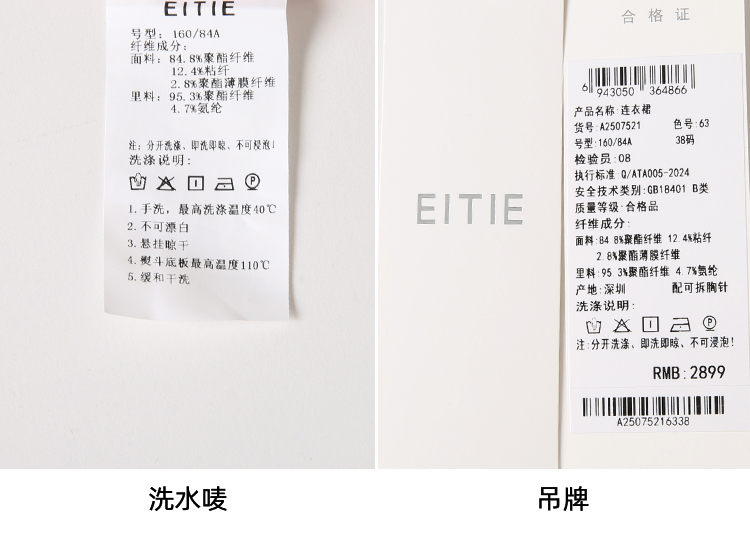 EITIE
号型: 160/84A
纤维成分:
面料: 84.8%聚酯纤维
12.4%粘纤
2.8%聚酯薄膜纤维
里料: 95.3%聚酯纤维
4.7%氨纶
注: 分开洗涤、即洗即晾、不可浸泡!
洗涤说明:
1.手洗，最高洗涤温度40℃
2.不可漂白
3.悬挂晾干
4.熨斗底板最高温度110℃
5.缓和干洗
洗水唛
EITIE
合格证
6 943050 364866
产品名称:连衣裙
货号:A2507521 色号:63
号型:160/84A 38码
检验员:08
执行标准:Q/ATA005-2024
安全技术类别:GB18401 B类
质量等级:合格品
纤维成分:
面料:84.8%聚酯纤维 12.4%粘纤
2.8%聚酯薄膜纤维
里料:95.3%聚酯纤维 4.7%氨纶
产地:深圳 配可拆胸针
洗涤说明:
注:分开洗涤、即洗即晾、不可浸泡!
RMB:2899
A25075216338
吊牌